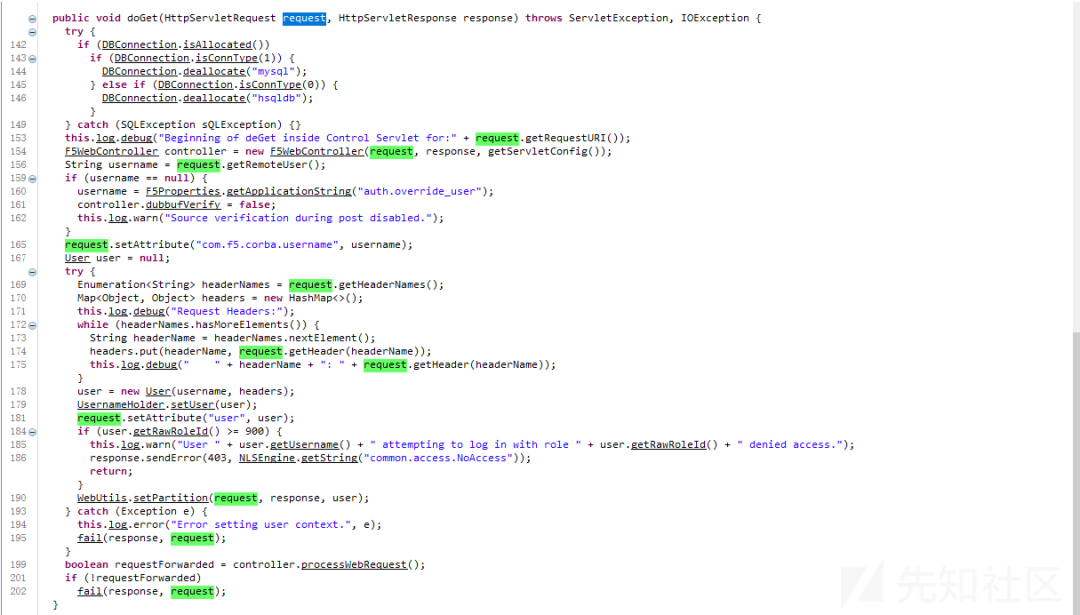 public void doGet(HttpServletRequest request, HttpServletResponse response) throws ServletException, IOException {
try {
142 if (DBConnection.isAllocated())
143 if (DBConnection.isConnType(1)) {
144 DBConnection.deallocate("mysql");
145 } else if (DBConnection.isConnType(0)) {
146 DBConnection.deallocate("hsqldb");
}
149 } catch (SQLException sQLException) {}
153 this.log.debug("Beginning of deGet inside Control Servlet for:" + request.getRequestURI());
154 F5WebController controller = new F5WebController(request, response, getServletConfig());
156 String username = request.getRemoteUser();
159 if (username == null) {
160 username = F5Properties.getApplicationString("auth.override_user");
161 controller.dubbufVerify = false;
162 this.log.warn("Source verification during post disabled.");
}
165 request.setAttribute("com.f5.corba.username", username);
167 User user = null;
try {
169 Enumeration<String> headerNames = request.getHeaderNames();
170 Map<Object, Object> headers = new HashMap<>();
171 this.log.debug("Request Headers:");
172 while (headerNames.hasMoreElements()) {
173 String headerName = headerNames.nextElement();
174 headers.put(headerName, request.getHeader(headerName));
175 this.log.debug("    " + headerName + ": " + request.getHeader(headerName));
}
178 user = new User(username, headers);
179 UsernameHolder.setUser(user);
181 request.setAttribute("user", user);
184 if (user.getRawRoleId() >= 900) {
185 this.log.warn("User " + user.getUsername() + " attempting to log in with role " + user.getRawRoleId() + " denied access.");
186 response.sendError(403, NLSEngine.getString("common.access.NoAccess"));
return;
}
190 WebUtils.setPartition(request, response, user);
193 } catch (Exception e) {
194 this.log.error("Error setting user context.", e);
195 fail(response, request);
}
199 boolean requestForwarded = controller.processWebRequest();
201 if (!requestForwarded)
202 fail(response, request);
}
先知社区